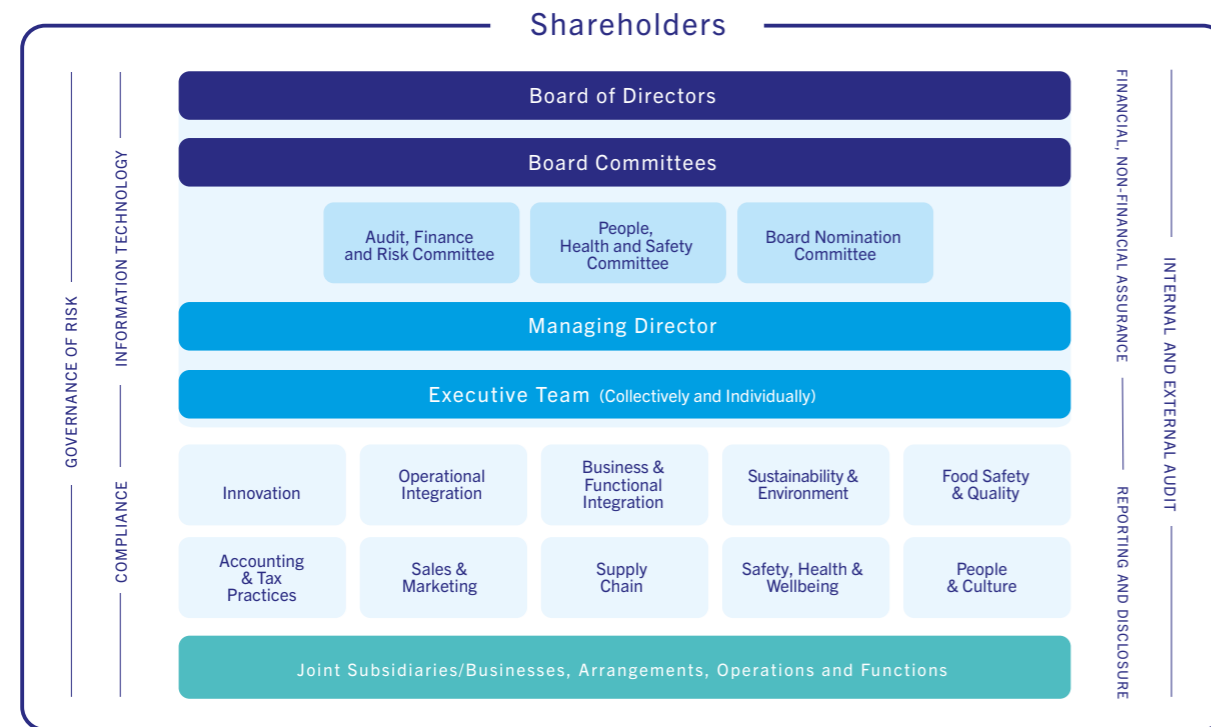 Shareholders
GOVERNANCE OF RISK
INFORMATION TECHNOLOGY
COMPLIANCE
Board of Directors
Board Committees
Audit, Finance
and Risk Committee
People,
Health and Safety
Committee
Board Nomination
Committee
Managing Director
Executive Team (Collectively and Individually)
Innovation
Operational
Integration
Business &
Functional
Integration
Sustainability &
Environment
Food Safety
& Quality
Accounting
& Tax
Practices
Sales &
Marketing
Supply
Chain
Safety, Health &
Wellbeing
People
& Culture
Joint Subsidiaries/Businesses, Arrangements, Operations and Functions
FINANCIAL, NON-FINANCIAL ASSURANCE
REPORTING AND DISCLOSURE
INTERNAL AND EXTERNAL AUDIT